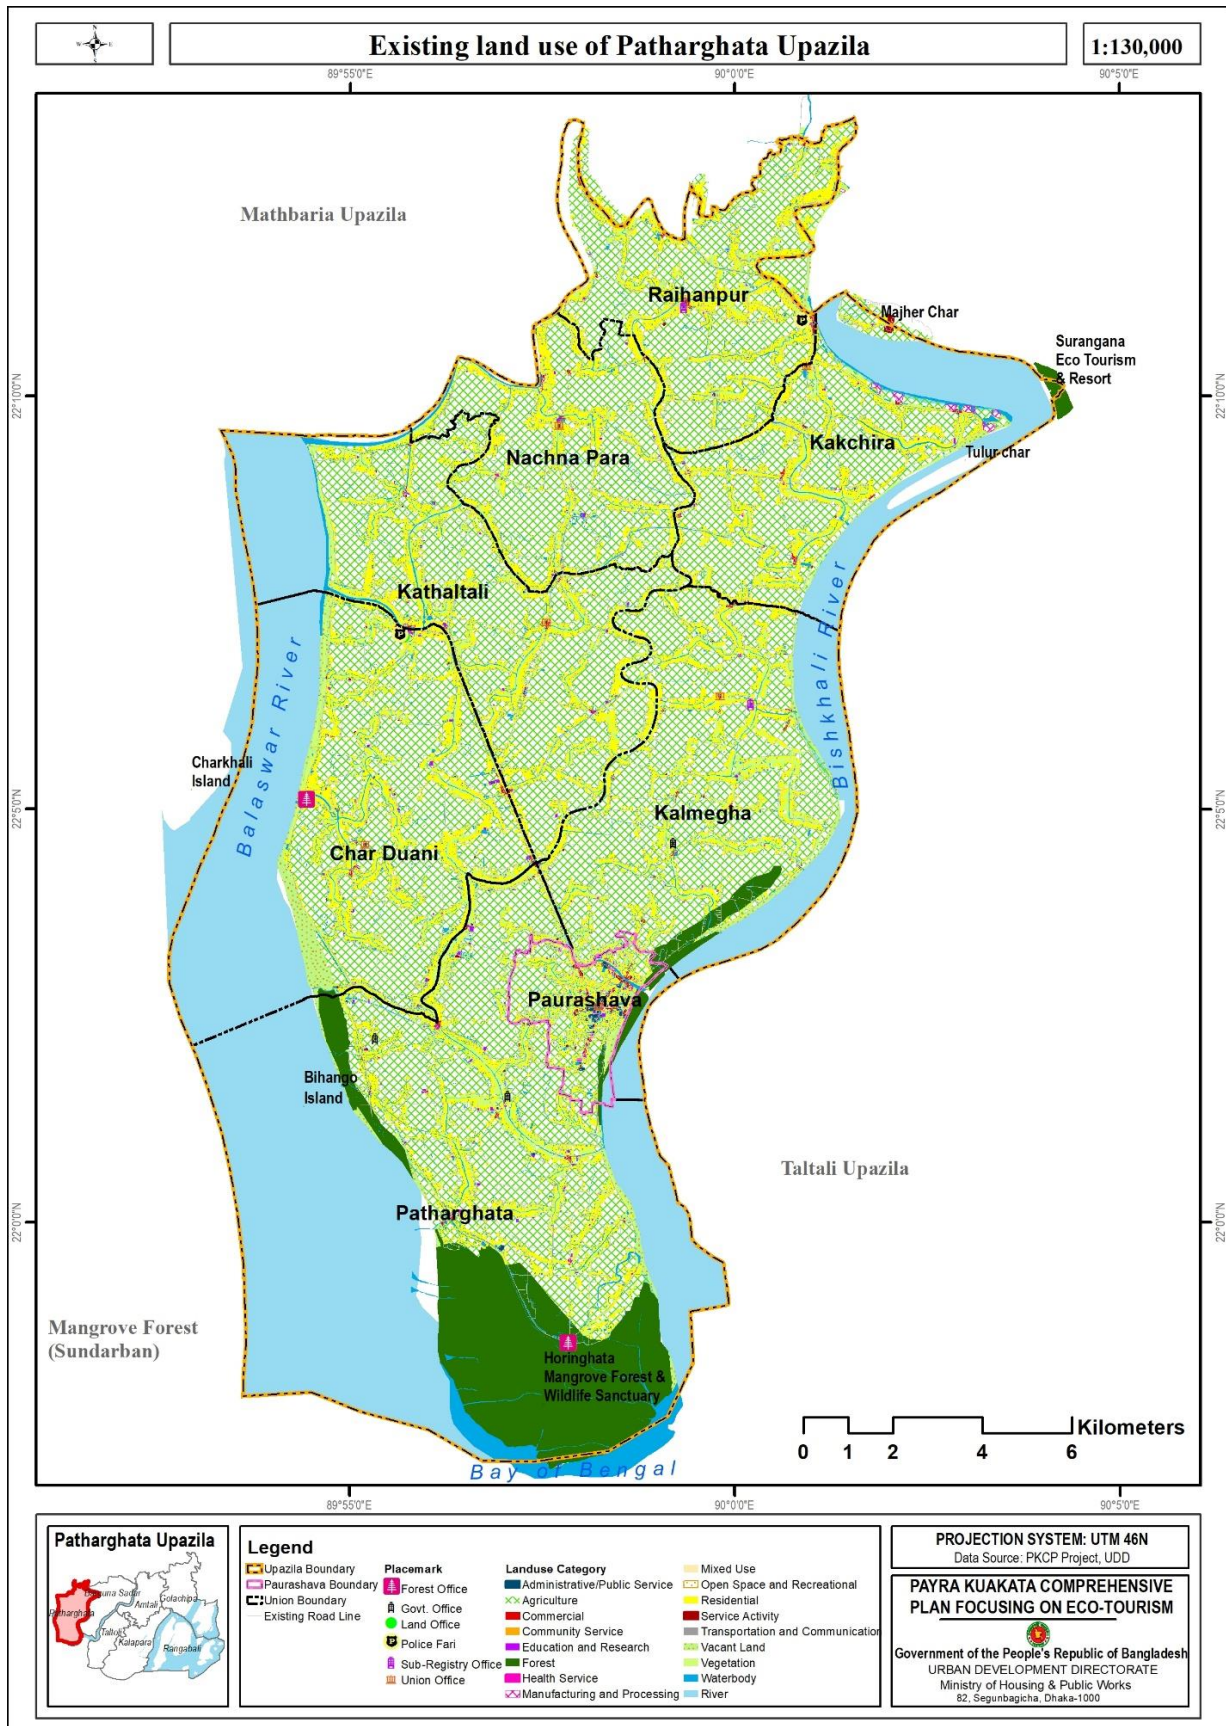 N
W
E
S
Existing land use of Patharghata Upazila
1:130,000
89°55'0"E
90°0'0"E
90°5'0"E
22°10'0"N
22°10'0"N
22°5'0"N
22°5'0"N
22°0'0"N
22°0'0"N
Mathbaria Upazila
Raihanpur
Majher Char
Surangana
Eco Tourism
& Resort
Kakchira
Tulur char
Nachna Para
Kathaltali
Balaswar River
Bishkhali River
Charkhali
Island
Kalmegha
Char Duani
Paurashava
Bihango
Island
Taltali Upazila
Patharghata
Mangrove Forest
(Sundarban)
Horinghata
Mangrove Forest &
Wildlife Sanctuary
Bay of Bengal
Kilometers
0 1 2 4 6
89°55'0"E
90°0'0"E
90°5'0"E
Patharghata Upazila
Sadar
Amtali
Golachipa
Patharghata
Taltoli
Kalapara
Rangabali
Legend
Upazila Boundary
Paurashava Boundary
Union Boundary
Existing Road Line
Placemark
Forest Office
Govt. Office
Land Office
Police Fari
Sub-Registry Office
Union Office
Landuse Category
Administrative/Public Service
Agriculture
Commercial
Community Service
Education and Research
Forest
Health Service
Manufacturing and Processing
Mixed Use
Open Space and Recreational
Residential
Service Activity
Transportation and Communication
Vacant Land
Vegetation
Waterbody
River
PROJECTION SYSTEM: UTM 46N
Data Source: PKCP Project, UDD
PAYRA KUAKATA COMPREHENSIVE
PLAN FOCUSING ON ECO-TOURISM
Government of the People's Republic of Bangladesh
URBAN DEVELOPMENT DIRECTORATE
Ministry of Housing & Public Works
82, Segunbagicha, Dhaka-1000